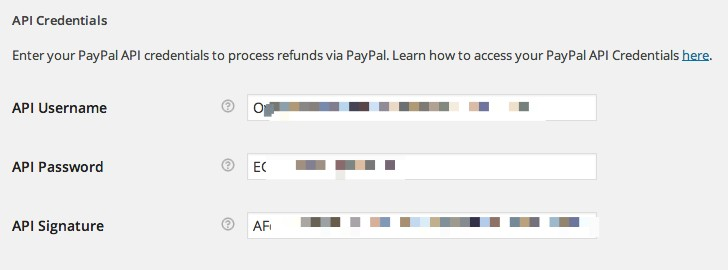 API Credentials
Enter your PayPal API credentials to process refunds via PayPal. Learn how to access your PayPal API Credentials here.
API Username ?
API Password ?
API Signature ? AF